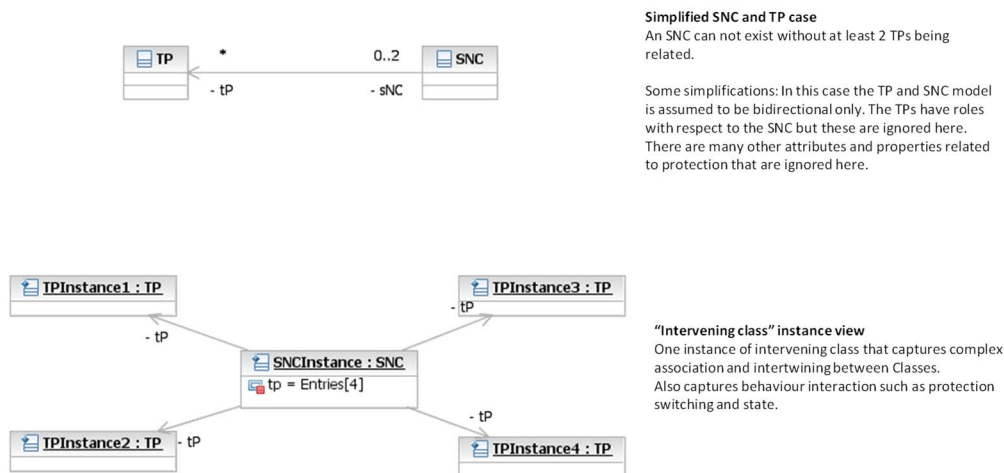 Simplified SNC and TP case
An SNC can not exist without at least 2 TPs being
related.
Some simplifications: In this case the TP and SNC model
is assumed to be bidirectional only. The TPs have roles
with respect to the SNC but these are ignored here.
There are many other attributes and properties related
to protection that are ignored here.
TP
*
0..2
SNC
- tP
- sNC
TPInstance1 : TP
TPInstance3 : TP
- tP
- tP
SNCInstance : SNC
tp = Entries[4]
- tP
TPInstance2 : TP
- tP
TPInstance4 : TP
"Intervening class" instance view
One instance of intervening class that captures complex
association and intertwining between Classes.
Also captures behaviour interaction such as protection
switching and state.